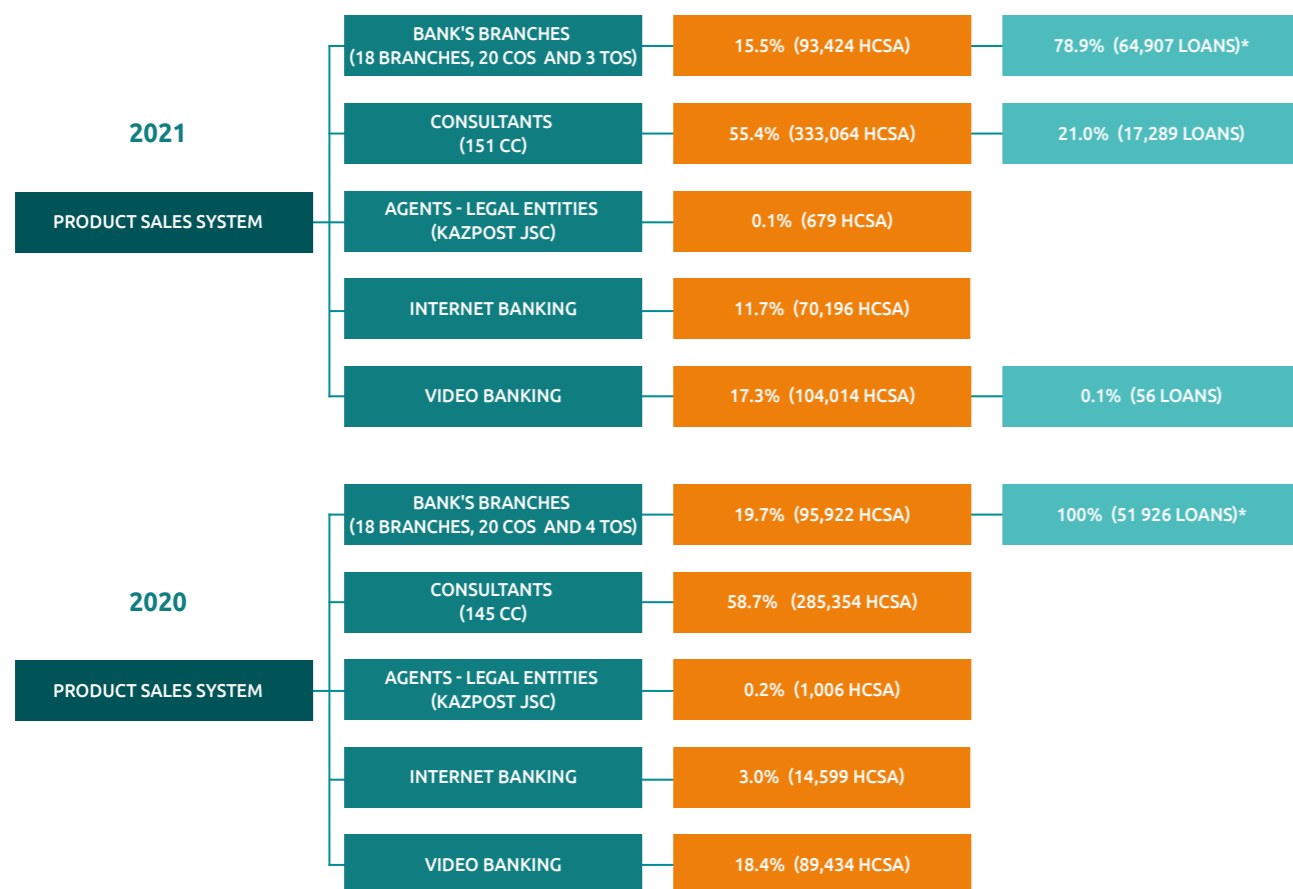 2021
PRODUCT SALES SYSTEM
BANK'S BRANCHES
(18 BRANCHES, 20 COS AND 3 TOS)
15.5% (93,424 HCSA)
78.9% (64,907 LOANS)*
CONSULTANTS
(151 CC)
55.4% (333,064 HCSA)
21.0% (17,289 LOANS)
AGENTS - LEGAL ENTITIES
(KAZPOST JSC)
0.1% (679 HCSA)
INTERNET BANKING
11.7% (70,196 HCSA)
VIDEO BANKING
17.3% (104,014 HCSA)
0.1% (56 LOANS)
2020
PRODUCT SALES SYSTEM
BANK'S BRANCHES
(18 BRANCHES, 20 COS AND 4 TOS)
19.7% (95,922 HCSA)
100% (51 926 LOANS)*
CONSULTANTS
(145 CC)
58.7% (285,354 HCSA)
AGENTS - LEGAL ENTITIES
(KAZPOST JSC)
0.2% (1,006 HCSA)
INTERNET BANKING
3.0% (14,599 HCSA)
VIDEO BANKING
18.4% (89,434 HCSA)